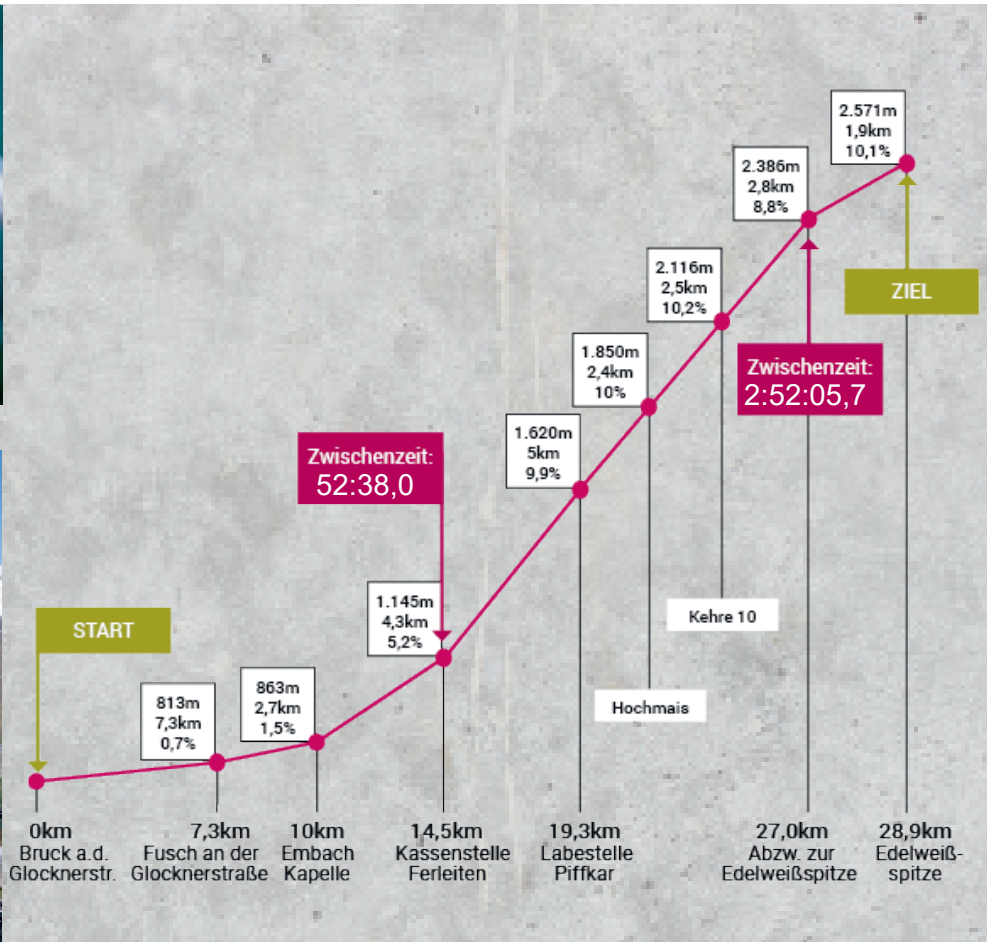 2.571m
1,9km
10,1%
2.386m
2,8km
8,8%
2.116m
2,5km
10,2%
ZIEL
1.850m
2,4km
10%
Zwischenzeit:
2:52:05,7
1.620m
5km
9,9%
Zwischenzeit:
52:38,0
1.145m
4,3km
5,2%
START
Kehre 10
813m
7,3km
0,7%
863m
2,7km
1,5%
Hochmais
0km
Bruck a.d.
Glocknerstr.
7,3km
Fusch an der
Glocknerstraße
10km
Embach
Kapelle
14,5km
Kassenstelle
Ferleiten
19,3km
Labestelle
Piffkar
27,0km
Abzw. zur
Edelweißspitze
28,9km
Edelweiß-
spitze